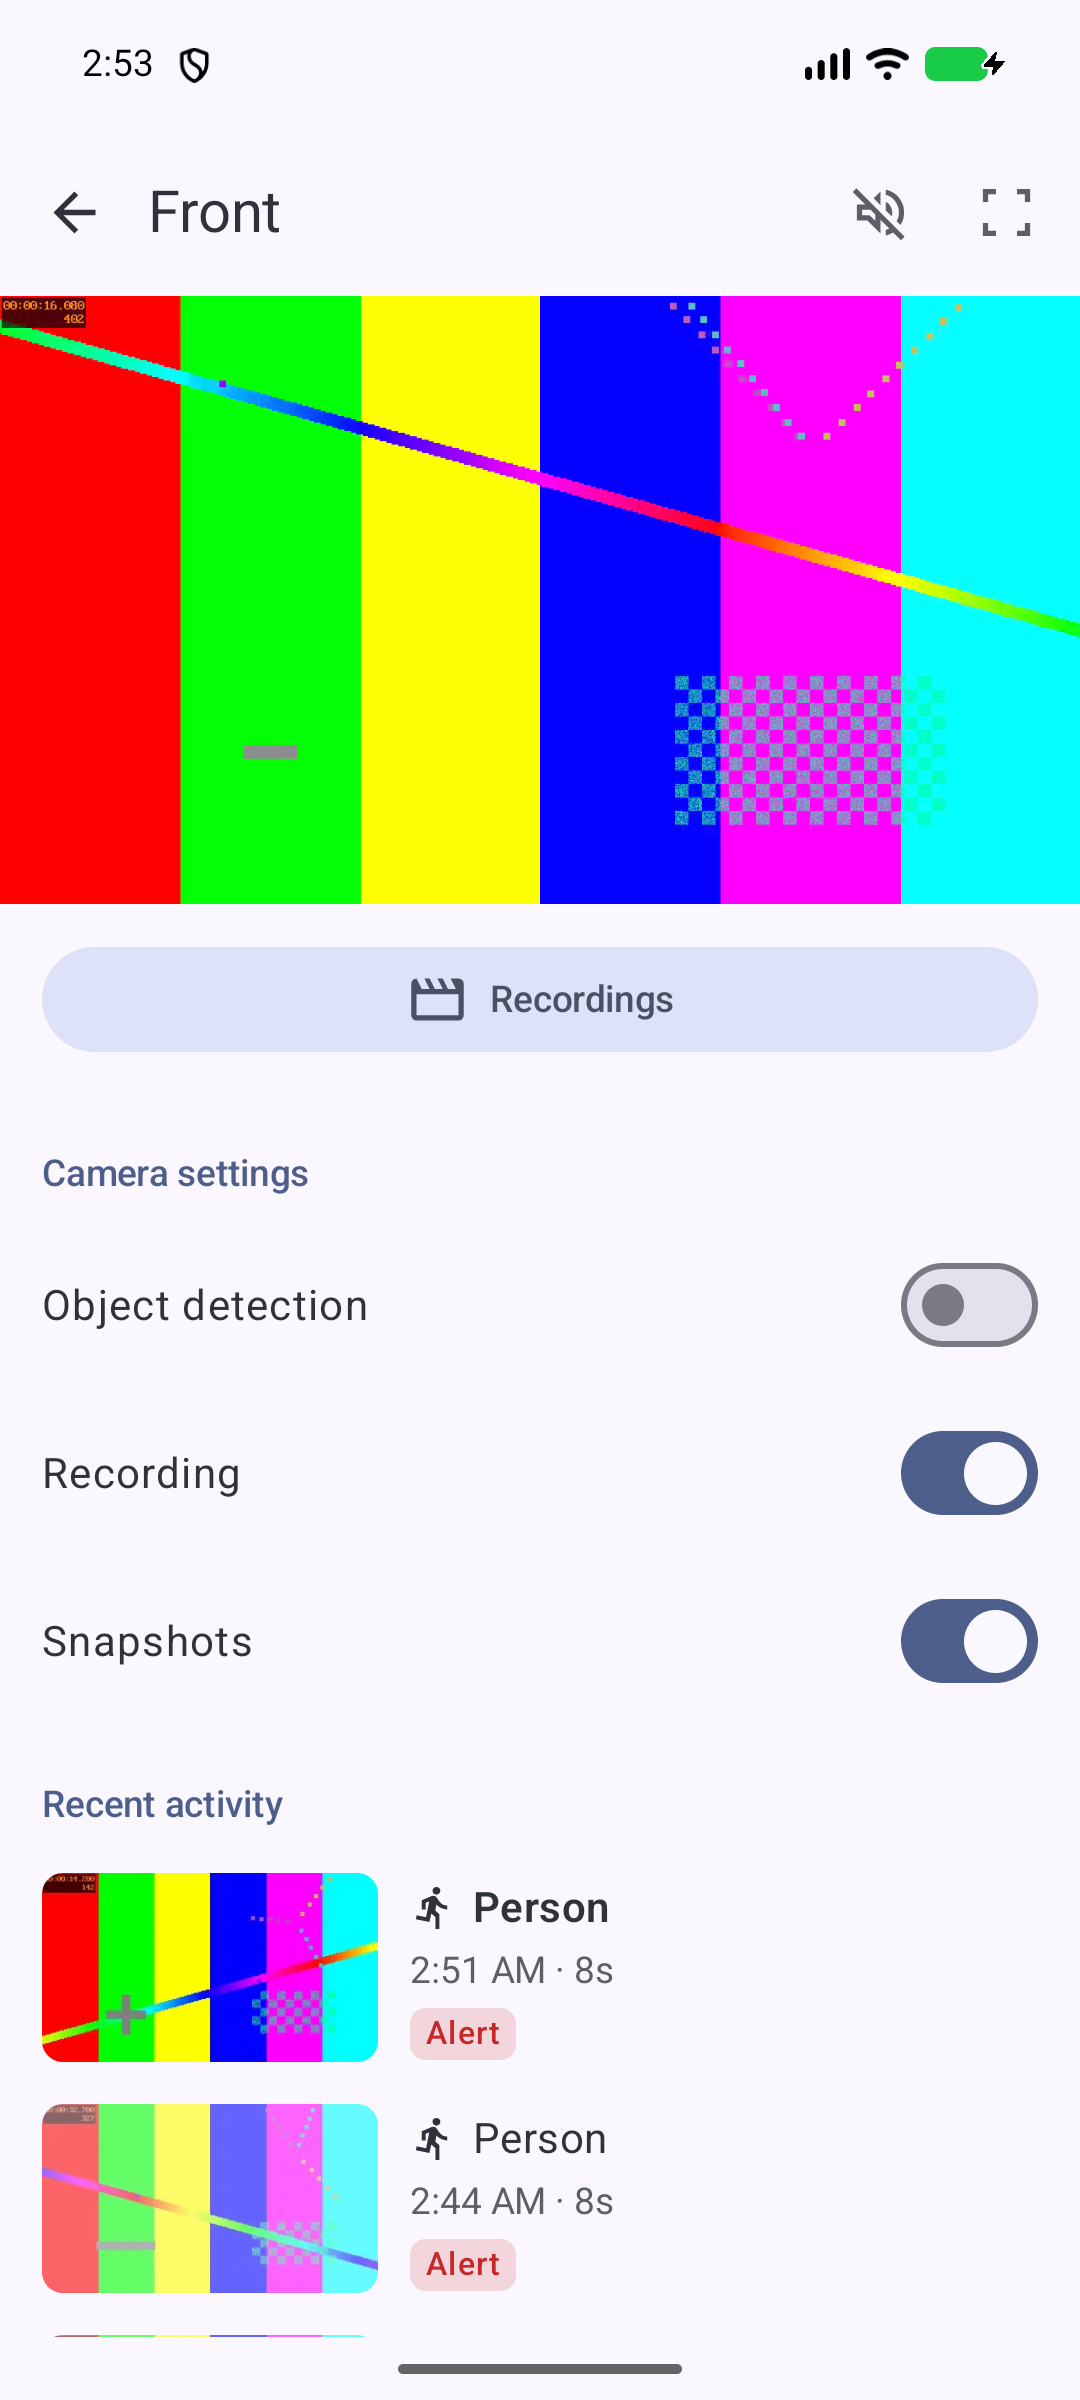 2:53
Front
00:00:16.080
402
Recordings
Camera settings
Object detection
Recording
Snapshots
Recent activity
Person
2:51 AM · 8s
Alert
Person
2:44 AM · 8s
Alert